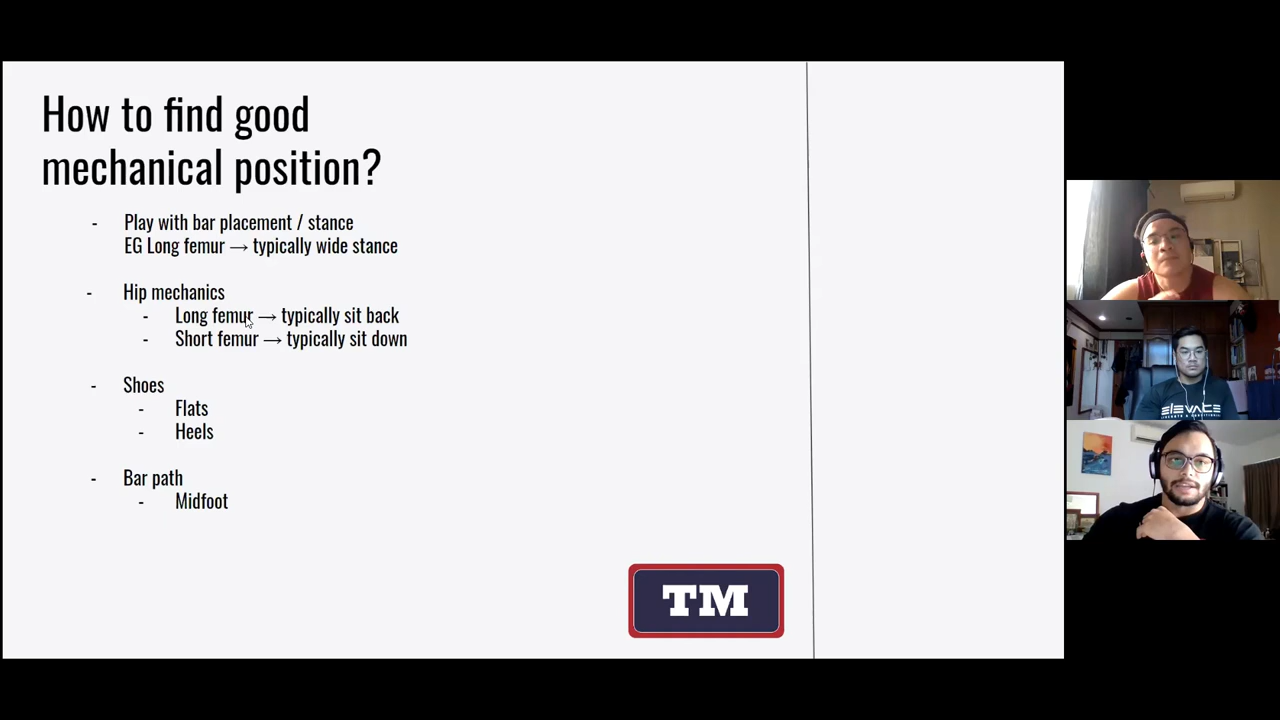 How to find good
mechanical position?
- Play with bar placement / stance
EG Long femur → typically wide stance
- Hip mechanics
- Long femur → typically sit back
- Short femur → typically sit down
- Shoes
- Flats
- Heels
- Bar path
- Midfoot
TM
ELEVATE